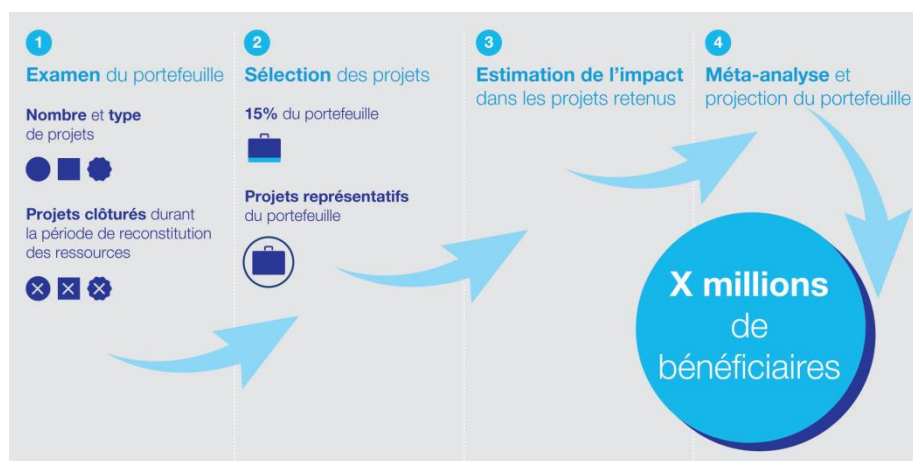 1
Examen du portefeuille
Nombre et type
de projets
Projets clôturés durant
la période de reconstitution
des ressources
2
Sélection des projets
15% du portefeuille
Projets représentatifs
du portefeuille
3
Estimation de l'impact
dans les projets retenus
4
Méta-analyse et
projection du portefeuille
X millions
de
bénéficiaires